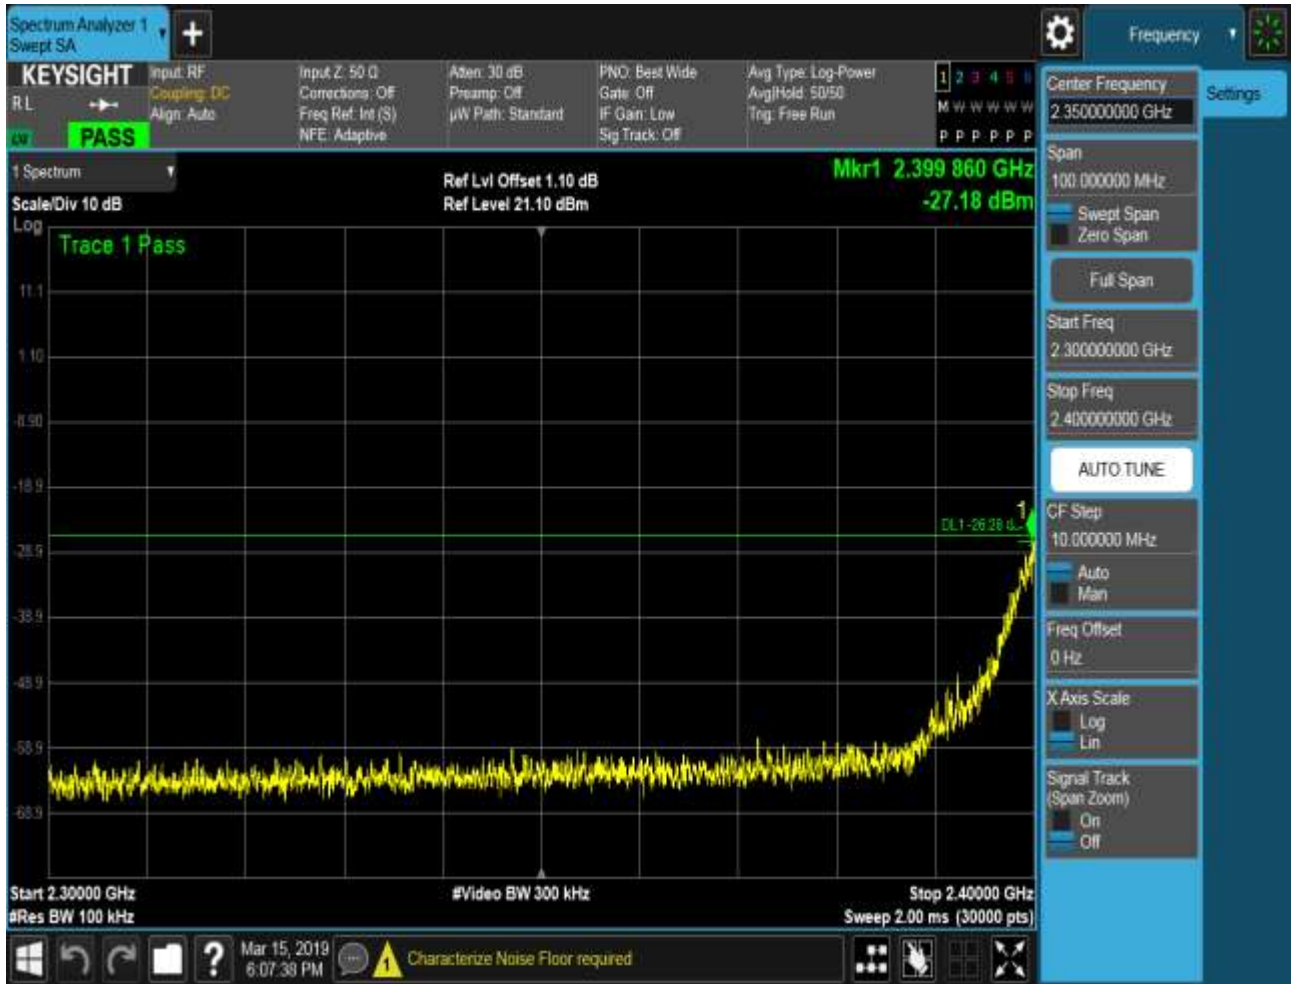 Spectrum Analyzer 1
Swept SA
Frequency
KEYSIGHT
R L
PASS
Input: RF
Coupling: DC
Align: Auto
Input Z: 50 Ω
Corrections: Off
Freq Ref: Int (S)
NFE: Adaptive
Atten: 30 dB
Preamp: Off
µW Path: Standard
PNO: Best Wide
Gate: Off
IF Gain: Low
Sig Track: Off
Avg Type: Log-Power
Avg|Hold: 50/50
Trig: Free Run
1 2 3 4 5 6
M W W W W W
P P P P P P
1 Spectrum
Scale/Div 10 dB
Ref Lvl Offset 1.10 dB
Ref Level 21.10 dBm
Mkr1 2.399 860 GHz
-27.18 dBm
Log
Trace 1 Pass
11.1
1.10
-8.90
-18.9
1
DL1 -26.28
-28.9
-38.9
-48.9
-58.9
-68.9
Start 2.30000 GHz
#Video BW 300 kHz
Stop 2.40000 GHz
#Res BW 100 kHz
Sweep 2.00 ms (30000 pts)
Center Frequency
2.350000000 GHz
Settings
Span
100.000000 MHz
Swept Span
Zero Span
Full Span
Start Freq
2.300000000 GHz
Stop Freq
2.400000000 GHz
AUTO TUNE
CF Step
10.000000 MHz
Auto
Man
Freq Offset
0 Hz
X Axis Scale
Log
Lin
Signal Track
(Span Zoom)
On
Off
?
Mar 15, 2019
6:07:38 PM
1
Characterize Noise Floor required